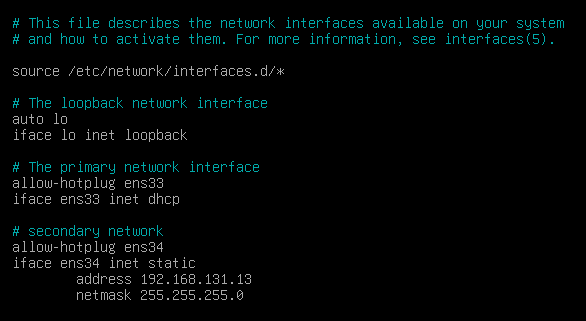 # This file describes the network interfaces available on your system
# and how to activate them. For more information, see interfaces(5).
source /etc/network/interfaces.d/*
# The loopback network interface
auto lo
iface lo inet loopback
# The primary network interface
allow-hotplug ens33
iface ens33 inet dhcp
# secondary network
allow-hotplug ens34
iface ens34 inet static
address 192.168.131.13
netmask 255.255.255.0